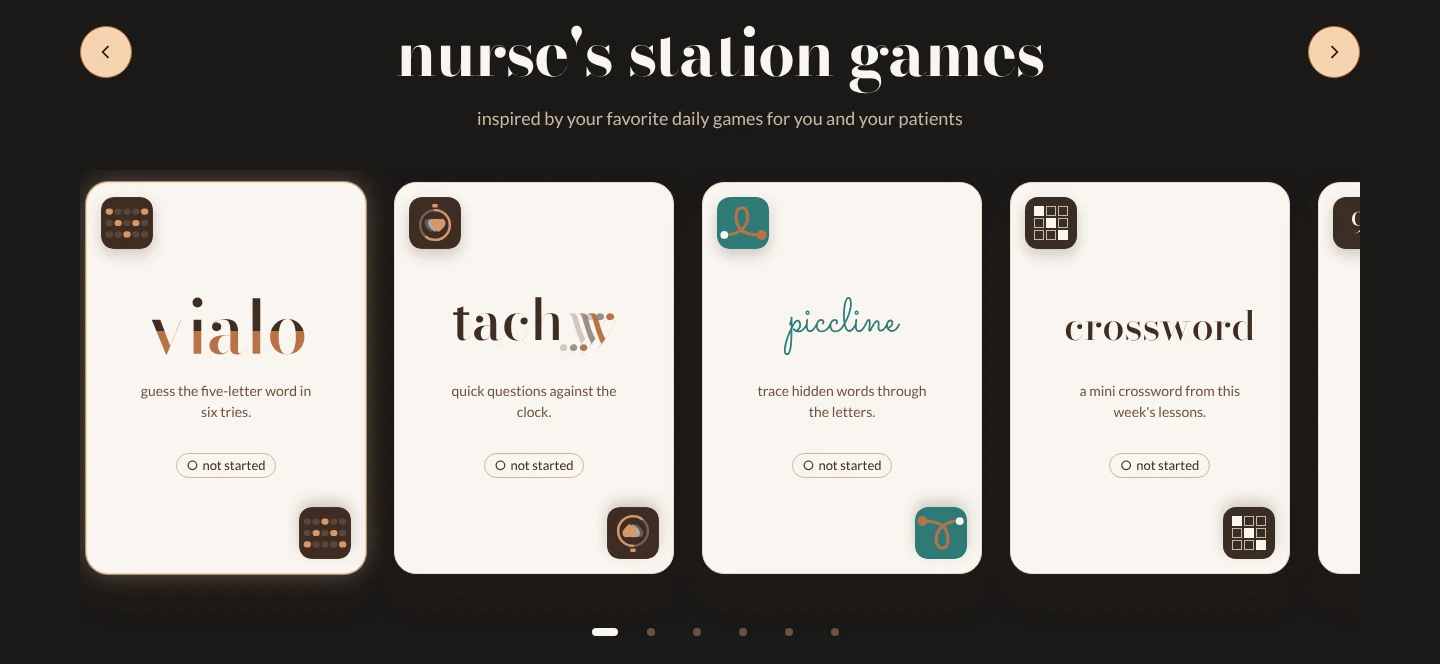 nurse's station games
inspired by your favorite daily games for you and your patients
vialo
guess the five-letter word in
six tries.
not started
tachy
quick questions against the
clock.
not started
piccline
trace hidden words through
the letters.
not started
crossword
a mini crossword from this
week's lessons.
not started